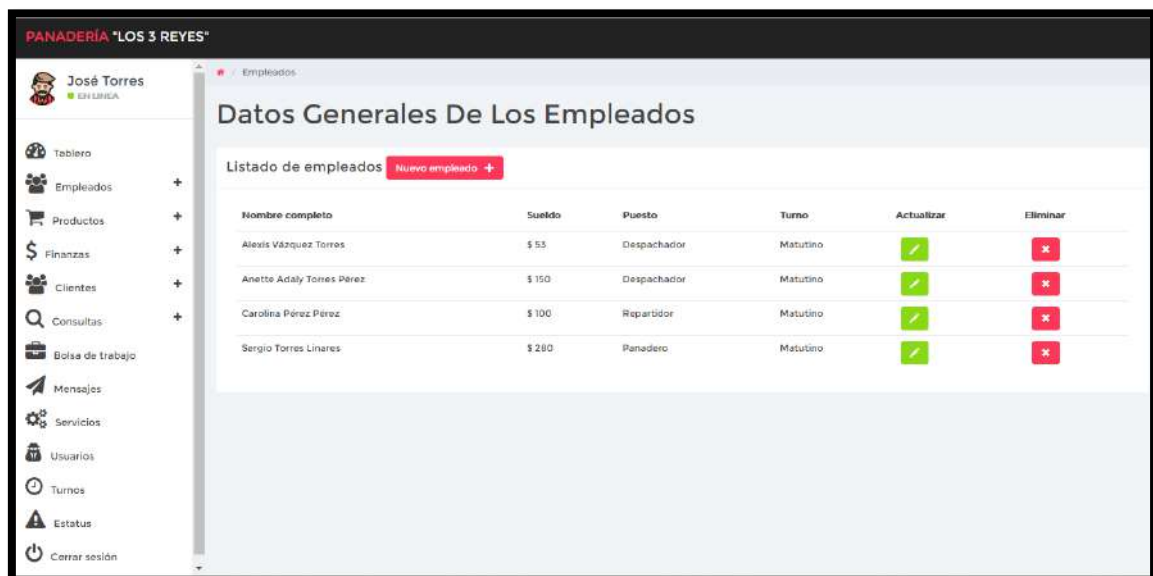 PANADERÍA "LOS 3 REYES"
José Torres
EN LINEA
Tablero
Empleados +
Productos +
Finanzas +
Clientes +
Consultas +
Bolsa de trabajo
Mensajes
Servicios
Usuarios
Turnos
Estatus
Cerrar sesión
/ Empleados
Datos Generales De Los Empleados
Listado de empleados Nuevo empleado +
Nombre completo Sueldo Puesto Turno Actualizar Eliminar
Alexis Vázquez Torres $ 53 Despachador Matutino
Anette Adaly Torres Pérez $ 150 Despachador Matutino
Carolina Pérez Pérez $ 100 Repartidor Matutino
Sergio Torres Linares $ 280 Panadero Matutino